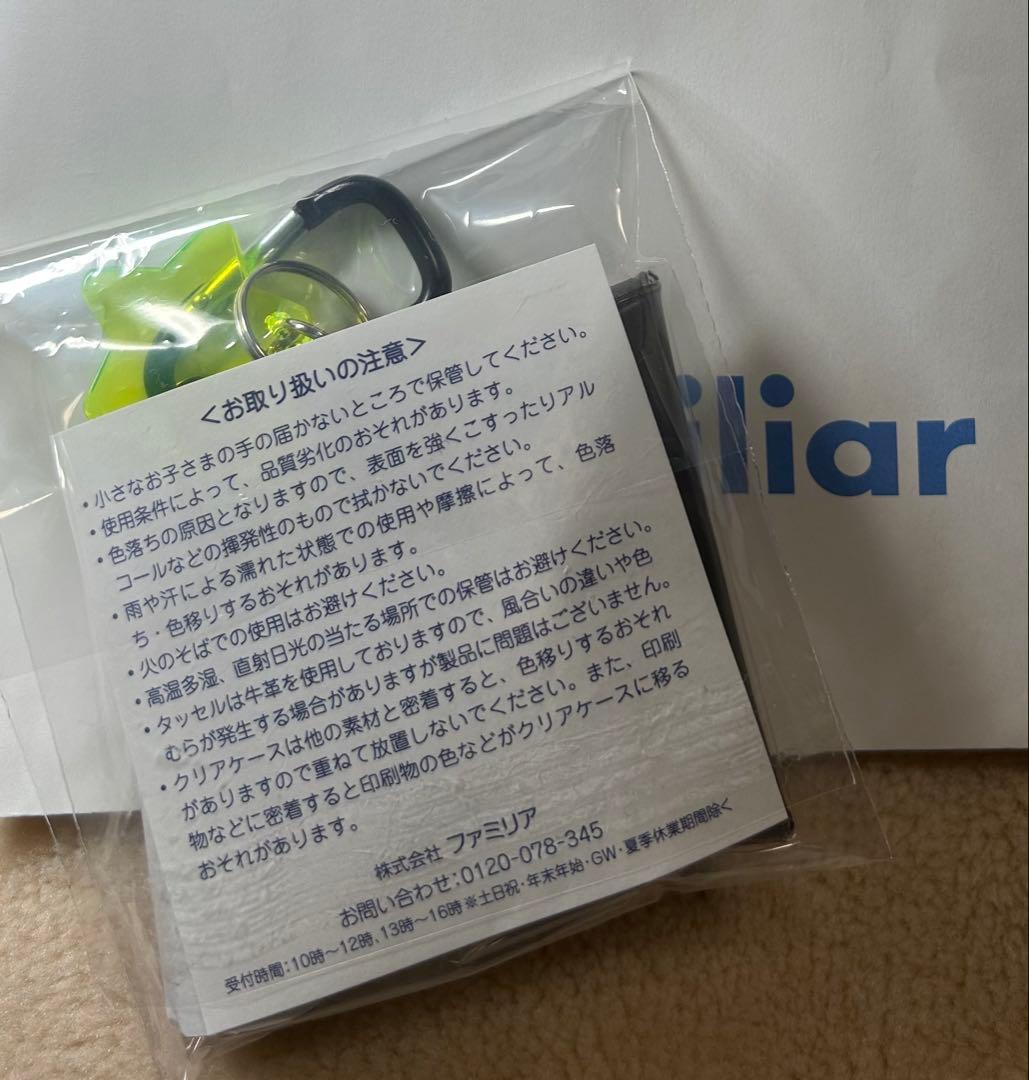 <お取り扱いの注意>
・小さなお子さまの手の届かないところで保管してください。
・使用条件によって、品質劣化のおそれがあります。
・色落ちの原因となりますので、表面を強くこすったりアル
コールなどの揮発性のもので拭かないでください。
・雨や汗による濡れた状態での使用や摩擦によって、色落
ち・色移りするおそれがあります。
・火のそばでの使用はお避けください。
・高温多湿、直射日光の当たる場所での保管はお避けください。
・タッセルは牛革を使用しておりますので、風合いの違いや色
むらが発生する場合がありますが製品に問題はございません。
・クリアケースは他の素材と密着すると、色移りするおそれ
がありますので重ねて放置しないでください。また、印刷
物などに密着すると印刷物の色などがクリアケースに移る
おそれがあります。
株式会社 ファミリア
お問い合わせ:0120-078-345
受付時間:10時〜12時、13時〜16時※土日祝・年末年始・GW・夏季休業期間除く
iliar